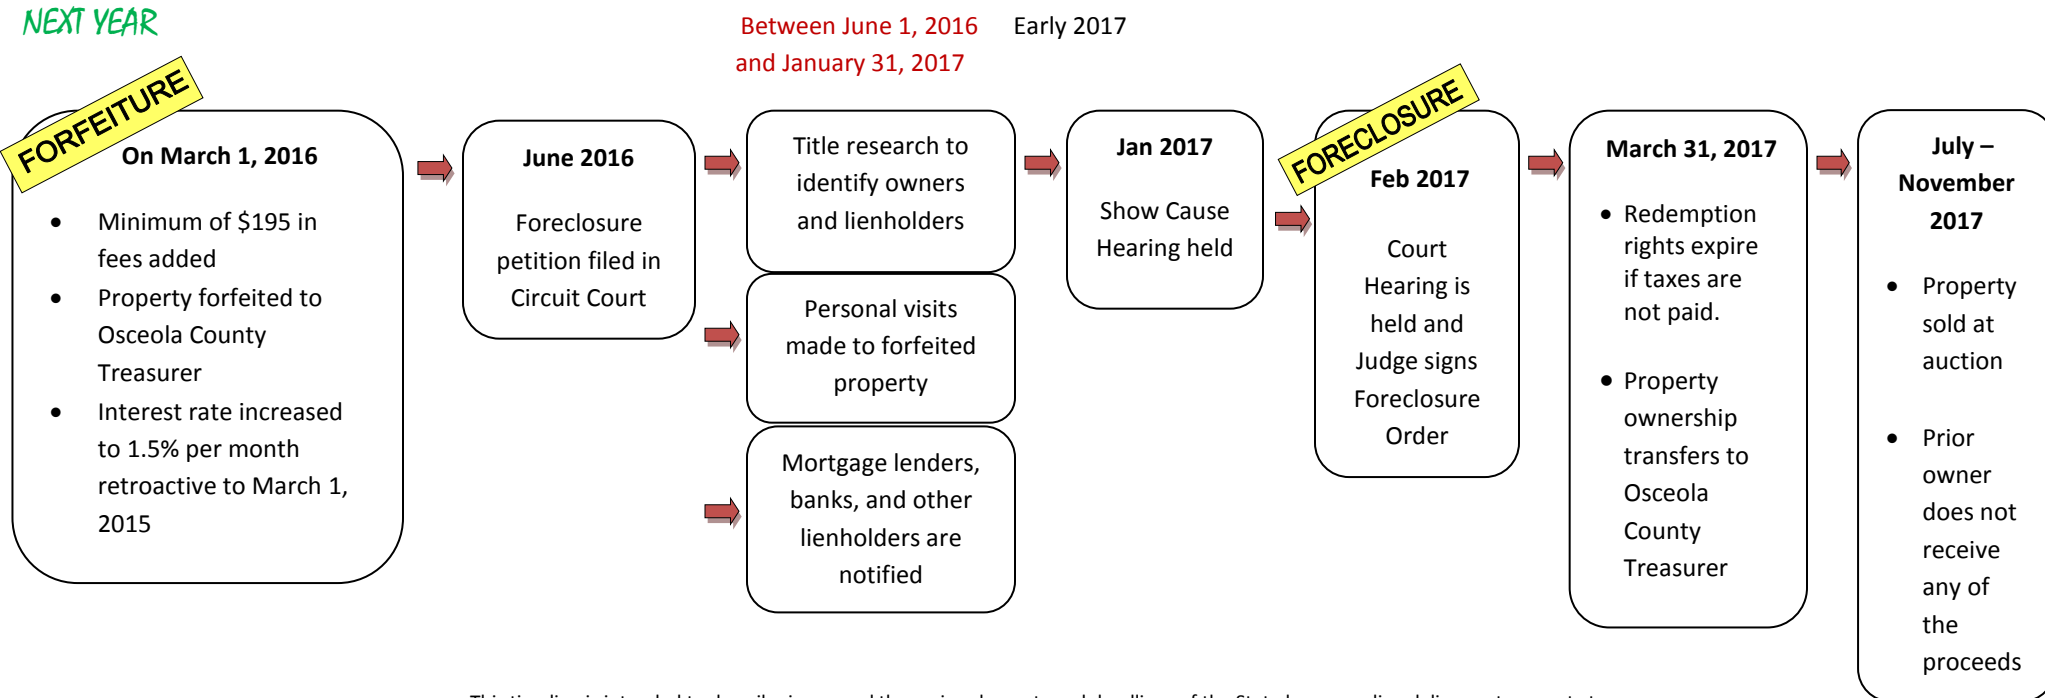 NEXT YEAR
Between June 1, 2016
and January 31, 2017
Early 2017
FORFEITURE
On March 1, 2016
• Minimum of $195 in
fees added
• Property forfeited to
Osceola County
Treasurer
• Interest rate increased
to 1.5% per month
retroactive to March 1,
2015
June 2016
Foreclosure
petition filed in
Circuit Court
Title research to
identify owners
and lienholders
Personal visits
made to forfeited
property
Mortgage lenders,
banks, and other
lienholders are
notified
Jan 2017
Show Cause
Hearing held
FORECLOSURE
Feb 2017
Court
Hearing is
held and
Judge signs
Foreclosure
Order
March 31, 2017
• Redemption
rights expire
if taxes are
not paid.
• Property
ownership
transfers to
Osceola
County
Treasurer
July –
November
2017
• Property
sold at
auction
• Prior
owner
does not
receive
any of
the
proceeds